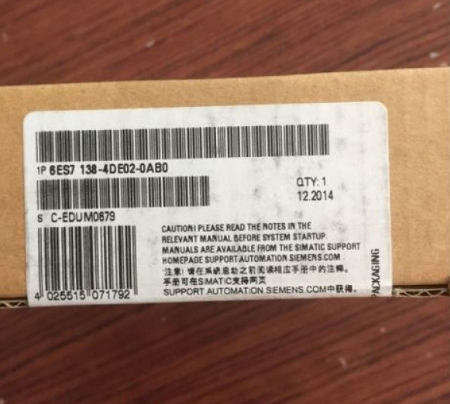 1P 6ES7 138-4DE02-0AB0
QTY: 1
12.2014
S C-EDUM0679
CAUTION! PLEASE READ THE NOTES IN THE
RELEVANT MANUAL BEFORE SYSTEM STARTUP.
MANUALS ARE AVAILABLE FROM THE SIMATIC SUPPORT
HOMEPAGE SUPPORT.AUTOMATION.SIEMENS.COM
注意: 请在系统启动之前阅读相应手册中的注释。
手册可在SIMATIC支持网页
SUPPORT.AUTOMATION.SIEMENS.COM中获得。
4 025515 071792
PACKAGING